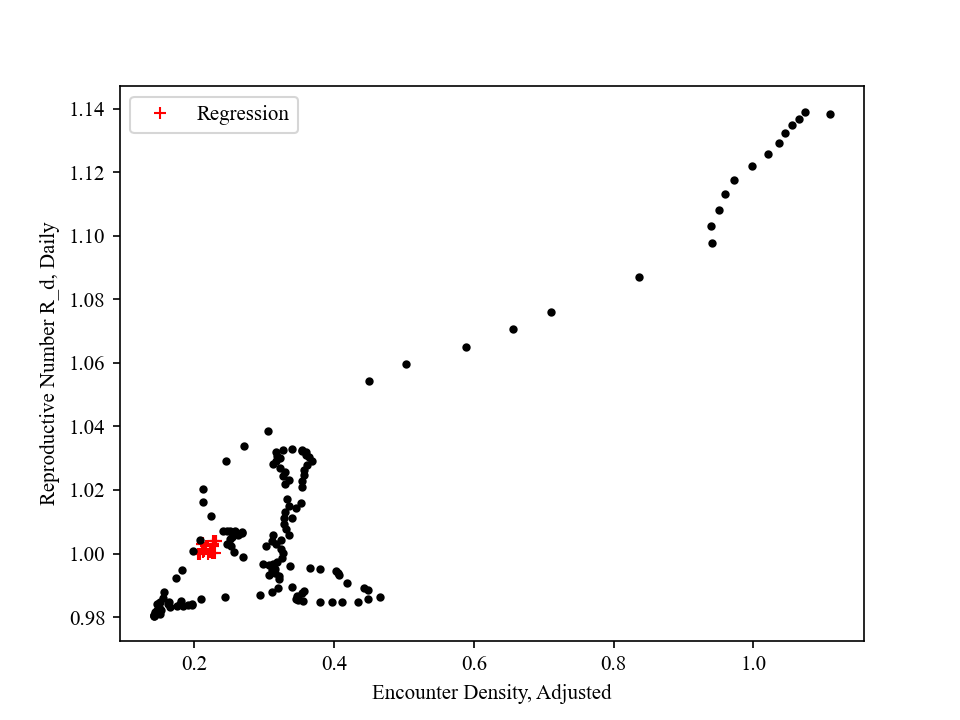 Regression
1.14
1.12
1.10
1.08
1.06
1.04
1.02
1.00
0.98
Reproductive Number R_d, Daily
0.2 0.4 0.6 0.8 1.0
Encounter Density, Adjusted